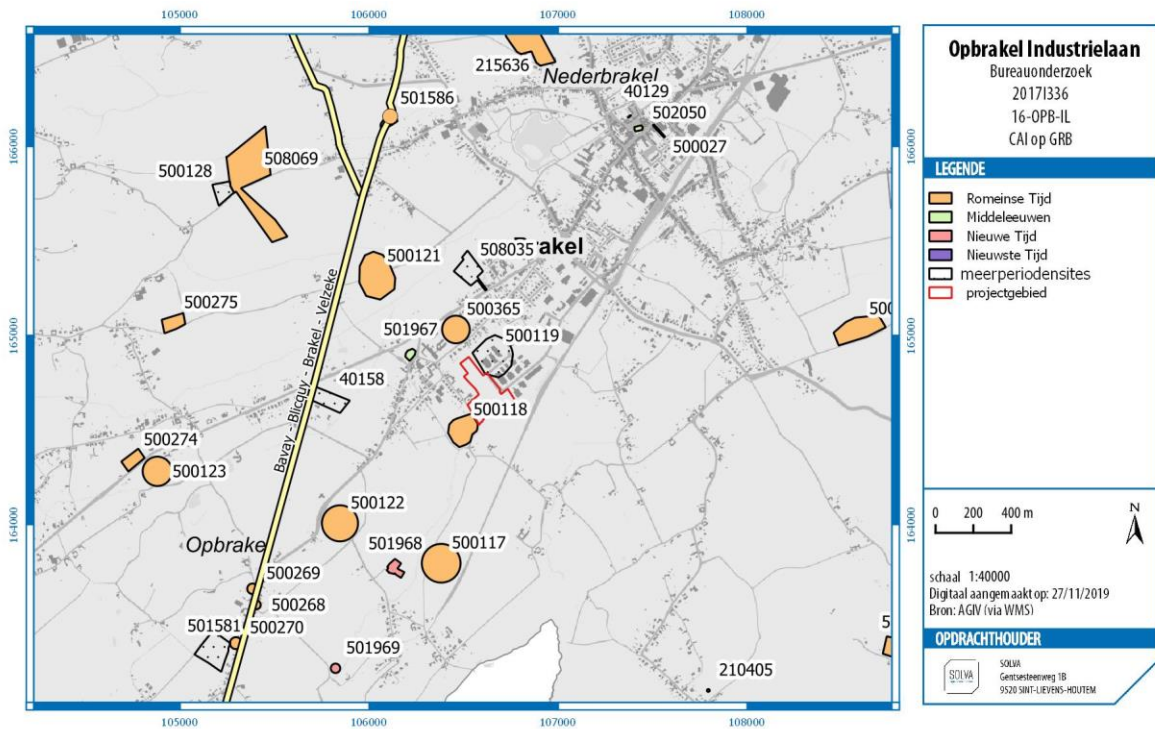 105000 106000 107000 108000
215636
Nederbrakel
501586
40129
502050
500027
166000
166000
508069
500128
500121
508035
rakel
500275
500365
500
501967
500119
165000
165000
40158
500118
Bavay - Blicquy - Brakel - Velzeke
500274
500123
500122
164000
164000
Opbrake
501968
500117
500269
500268
501581
500270
501969
210405
5
105000 106000 107000 108000
Opbrakel Industrielaan
Bureauonderzoek
2017I336
16-OPB-IL
CAI op GRB
LEGENDE
Romeinse Tijd
Middeleeuwen
Nieuwe Tijd
Nieuwste Tijd
meerperiodensites
projectgebied
0 200 400 m
N
schaal 1:40000
Digitaal aangemaakt op: 27/11/2019
Bron: AGIV (via WMS)
OPDRACHTHOUDER
SOLVA
SOLVA
Gentsesteenweg 1B
9520 SINT-LIEVENS-HOUTEM